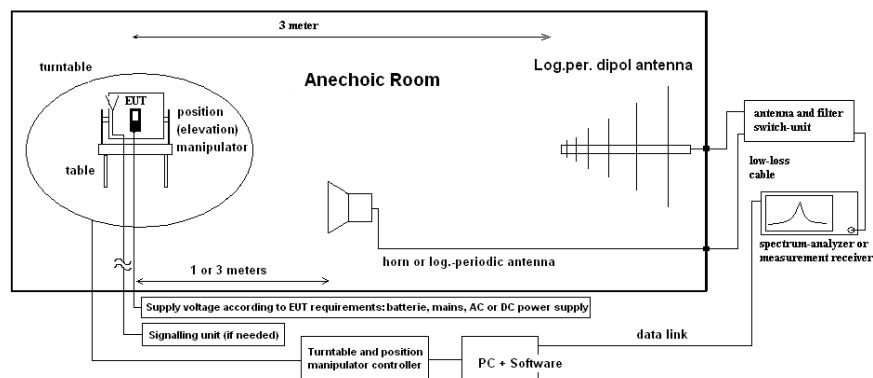 3 meter
turntable
Anechoic Room
Log.per. dipol antenna
EUT
position
(elevation)
manipulator
table
antenna and filter
switch-unit
low-loss
cable
spectrum-analyzer or
measurement receiver
horn or log.-periodic antenna
1 or 3 meters
Supply voltage according to EUT requirements: batterie, mains, AC or DC power supply
Signalling unit (if needed)
data link
Turntable and position
manipulator controller
PC + Software